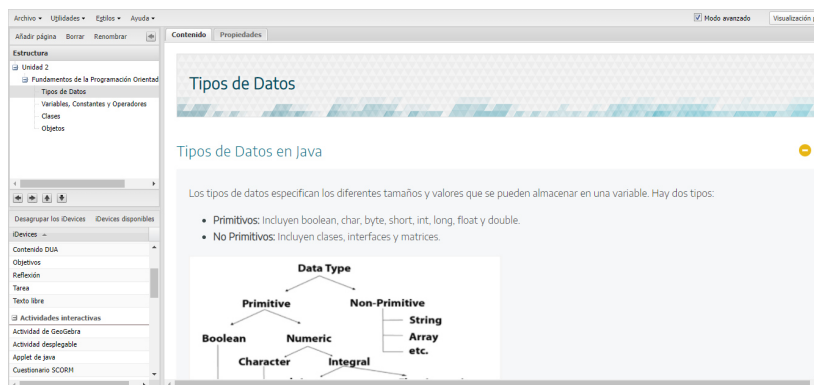 Archivo Utilidades Estilos Ayuda
Modo avanzado
Visualización
Añadir página Borrar Renombrar
Contenido Propiedades
Estructura
Unidad 2
Fundamentos de la Programación Orientad
Tipos de Datos
Variables, Constantes y Operadores
Clases
Objetos
Desagrupar los iDevices iDevices disponibles
iDevices
Contenido DUA
Objetivos
Reflexión
Tarea
Texto libre
Actividades interactivas
Actividad de GeoGebra
Actividad desplegable
Applet de java
Cuestionario SCORM
Tipos de Datos
Tipos de Datos en Java
Los tipos de datos especifican los diferentes tamaños y valores que se pueden almacenar en una variable. Hay dos tipos:
• Primitivos: Incluyen boolean, char, byte, short, int, long, float y double.
• No Primitivos: Incluyen clases, interfaces y matrices.
Data Type
Primitive Non-Primitive
String
Boolean Numeric Array
etc.
Character Integral